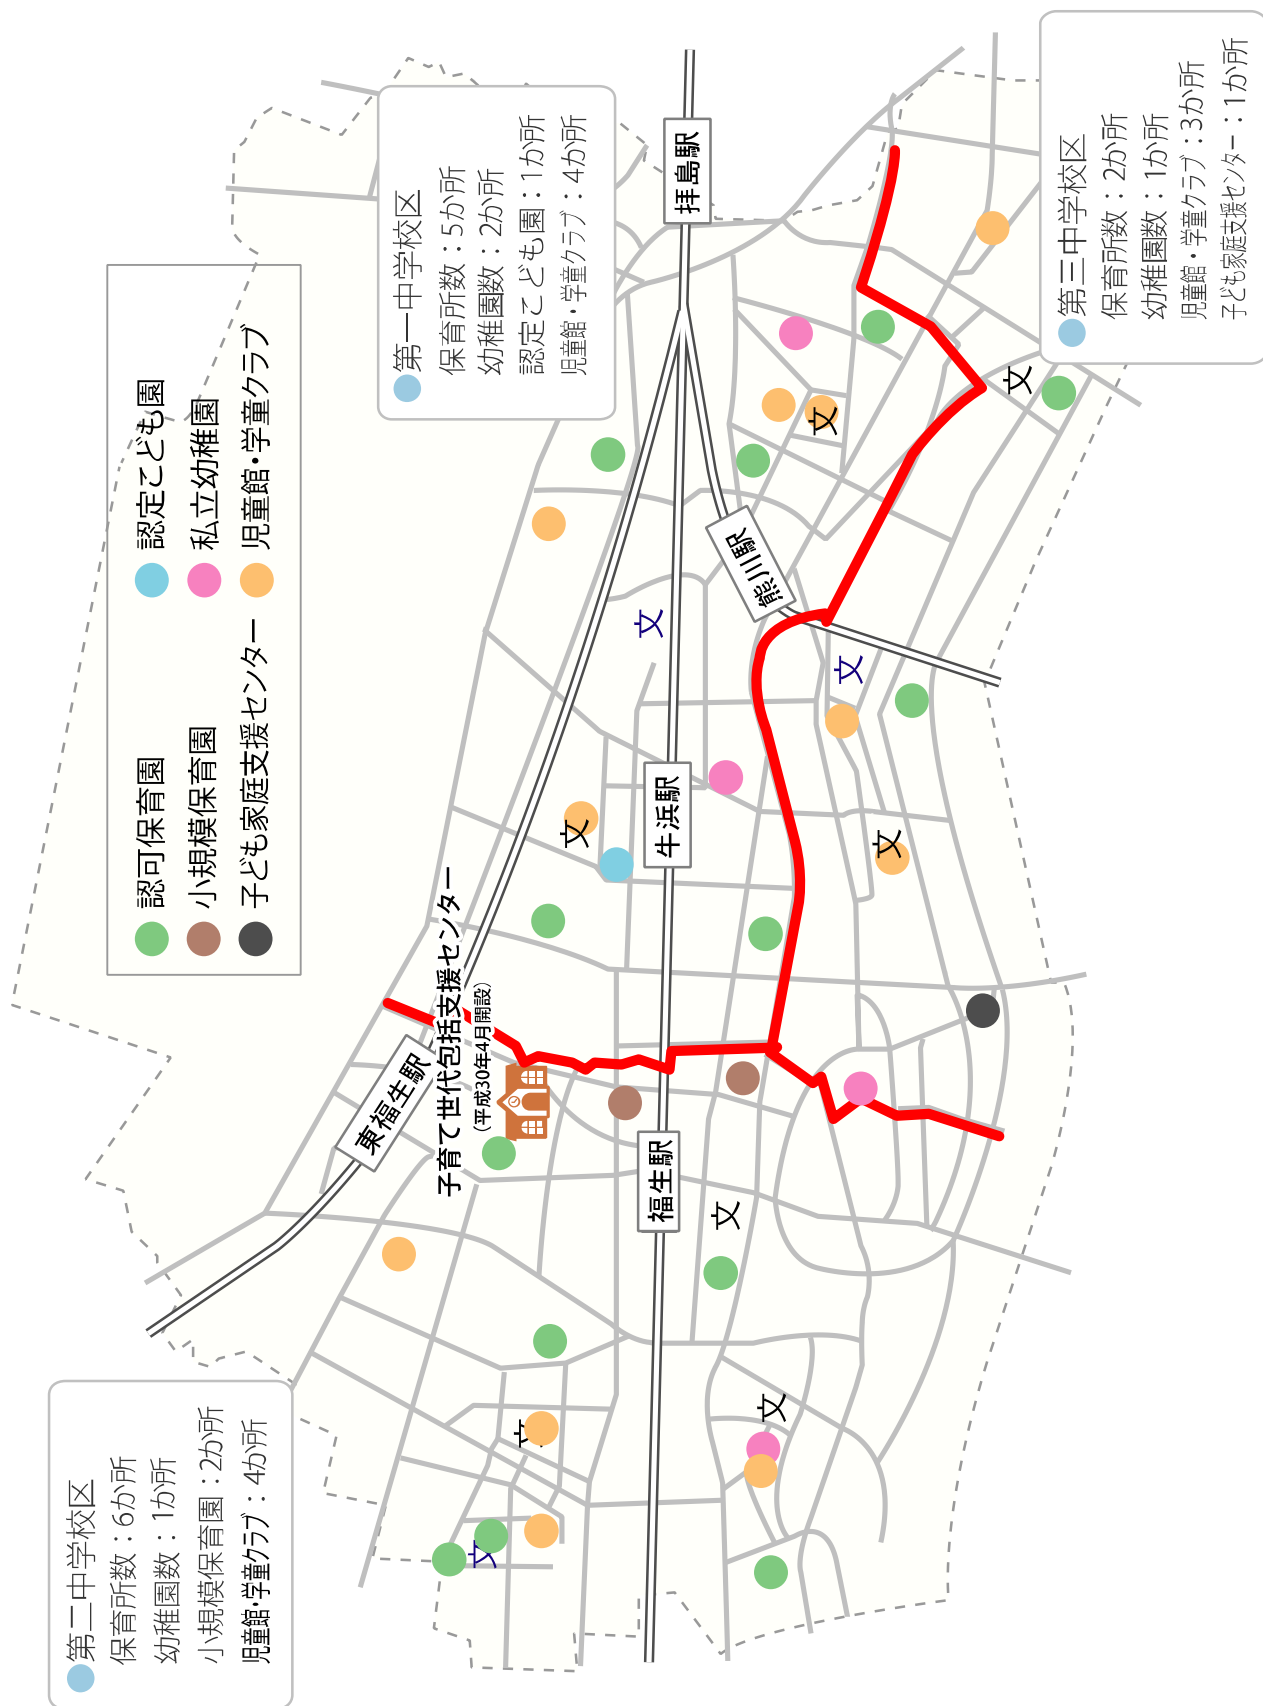 第二中学校区
保育所数：6か所
幼稚園数：1か所
小規模保育園：2か所
児童館・学童クラブ：4か所
認可保育園
認定こども園
小規模保育園
私立幼稚園
子ども家庭支援センター
児童館・学童クラブ
第一中学校区
保育所数：5か所
幼稚園数：2か所
認定こども園：1か所
児童館・学童クラブ：4か所
東福生駅
子育て世代包括支援センター
（平成30年4月開設）
文
文
文
文
福生駅
牛浜駅
拝島駅
熊川駅
文
文
文
文
文
文
第三中学校区
保育所数：2か所
幼稚園数：1か所
児童館・学童クラブ：3か所
子ども家庭支援センター：1か所